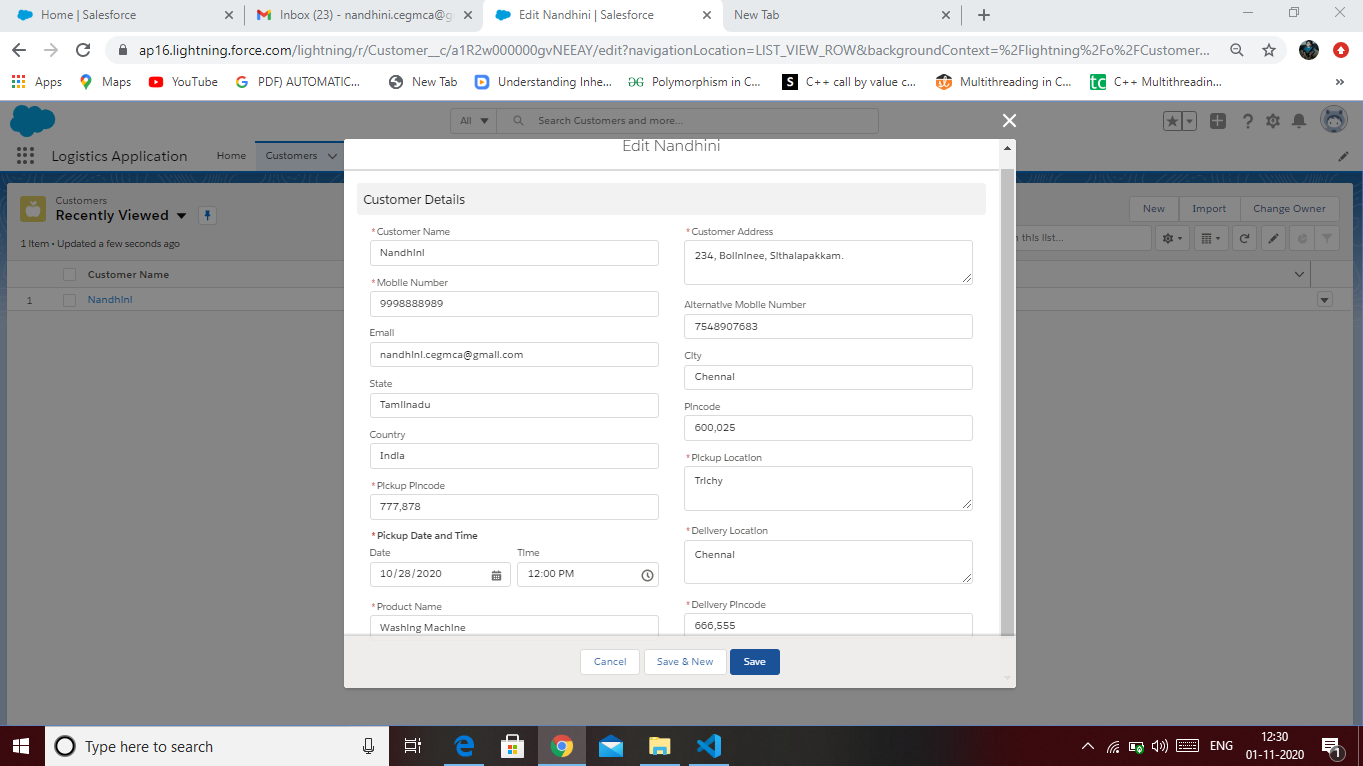 Home | Salesforce
Inbox (23) - nandhini.cegmca@g
Edit Nandhini | Salesforce
New Tab
ap16.lightning.force.com/lightning/r/Customer__c/a1R2w000000gvNEEAY/edit?navigationLocation=LIST_VIEW_ROW&backgroundContext=%2Flightning%2Fo%2FCustomer...
Apps
Maps
YouTube
PDF) AUTOMATIC...
New Tab
Understanding Inhe...
Polymorphism in C...
C++ call by value c...
Multithreading in C...
C++ Multithreadin...
All
Search Customers and more...
Logistics Application
Home
Customers
Edit Nandhini
Customers
Recently Viewed
1 Item • Updated a few seconds ago
New
Import
Change Owner
h this list...
Customer Name
1
Nandhini
Customer Details
*Customer Name
Nandhini
*Customer Address
234, Bollinlnee, Sithalapakkam.
*Mobile Number
9998888989
Alternative Mobile Number
7548907683
Email
nandhini.cegmca@gmail.com
City
Chennai
State
Tamilnadu
Pincode
600,025
Country
India
*Pickup Location
Trichy
*Pickup Pincode
777,878
*Pickup Date and Time
Date
Time
10/28/2020
12:00 PM
*Delivery Location
Chennai
*Product Name
Washing Machine
*Delivery Pincode
666,555
Cancel
Save & New
Save
Type here to search
ENG
12:30
01-11-2020
1